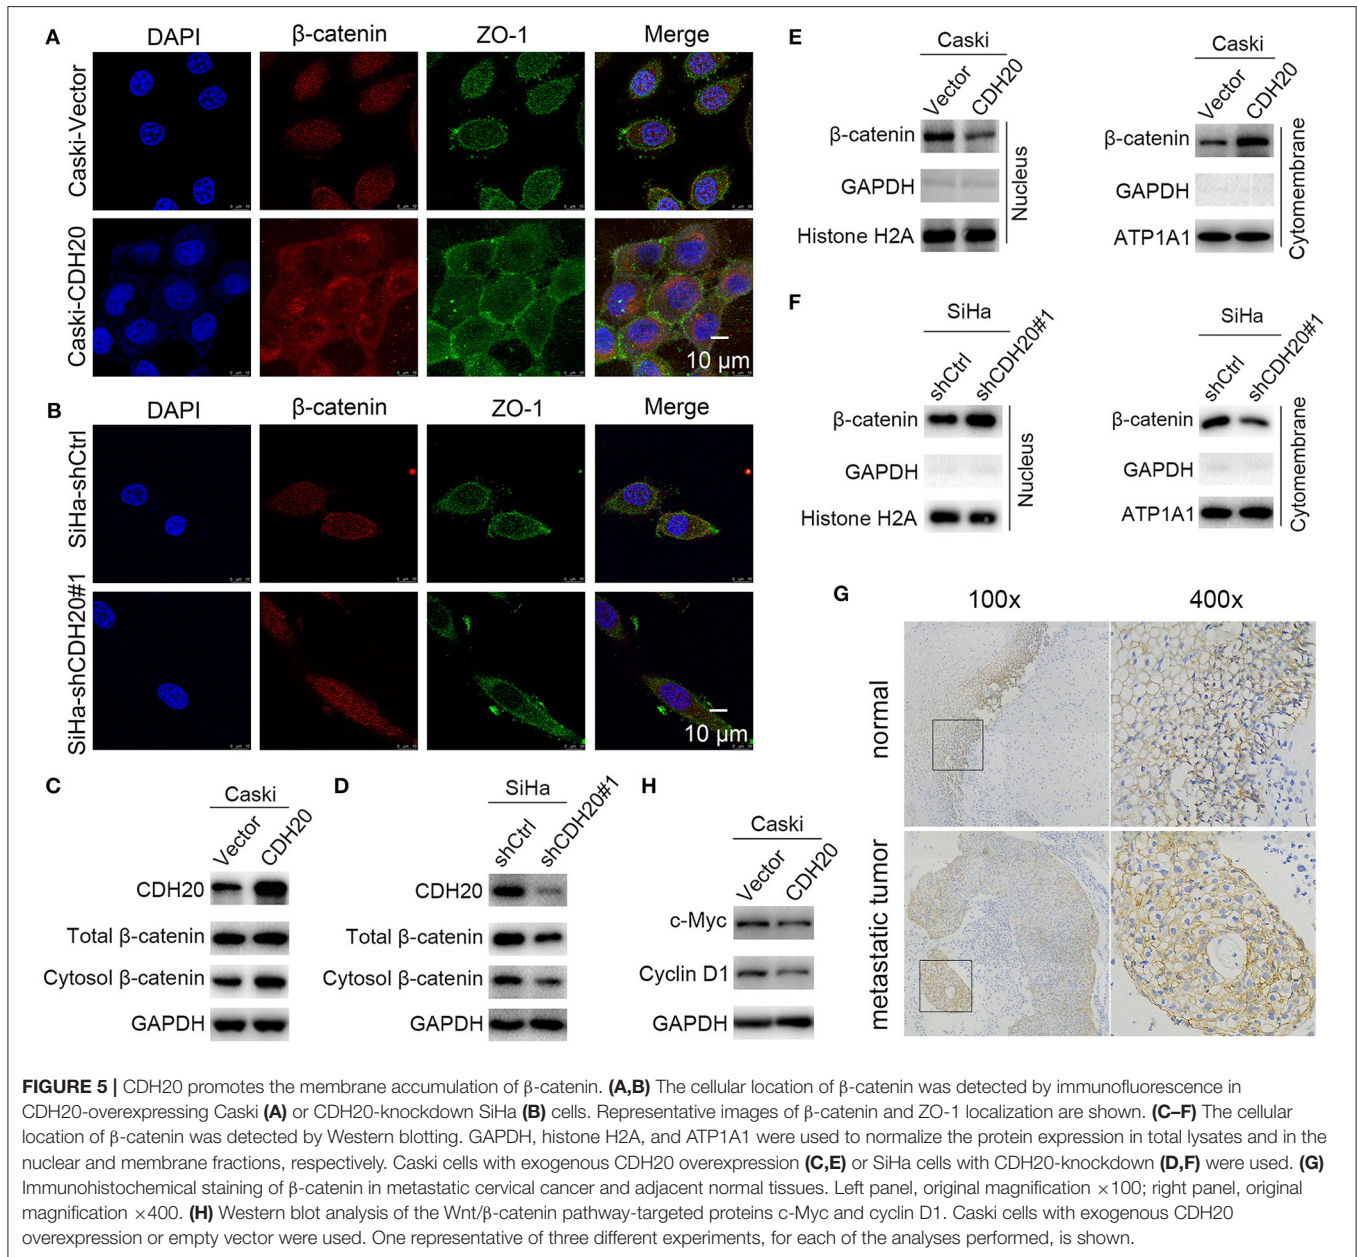 A
DAPI
β-catenin
ZO-1
Merge
Caski-Vector
Caski-CDH20
10 μm
B
DAPI
β-catenin
ZO-1
Merge
SiHa-shCtrl
SiHa-shCDH20#1
10 μm
C
Caski
Vector
CDH20
CDH20
Total β-catenin
Cytosol β-catenin
GAPDH
D
SiHa
shCtrl
shCDH20#1
CDH20
Total β-catenin
Cytosol β-catenin
GAPDH
E
Caski
Vector
CDH20
β-catenin
GAPDH
Histone H2A
Nucleus
Caski
Vector
CDH20
β-catenin
GAPDH
ATP1A1
Cytomembrane
F
SiHa
shCtrl
shCDH20#1
β-catenin
GAPDH
Histone H2A
Nucleus
SiHa
shCtrl
shCDH20#1
β-catenin
GAPDH
ATP1A1
Cytomembrane
G
100x
400x
normal
metastatic tumor
H
Caski
Vector
CDH20
c-Myc
Cyclin D1
GAPDH
FIGURE 5 | CDH20 promotes the membrane accumulation of β-catenin. (A,B) The cellular location of β-catenin was detected by immunofluorescence in
CDH20-overexpressing Caski (A) or CDH20-knockdown SiHa (B) cells. Representative images of β-catenin and ZO-1 localization are shown. (C–F) The cellular
location of β-catenin was detected by Western blotting. GAPDH, histone H2A, and ATP1A1 were used to normalize the protein expression in total lysates and in the
nuclear and membrane fractions, respectively. Caski cells with exogenous CDH20 overexpression (C,E) or SiHa cells with CDH20-knockdown (D,F) were used. (G)
Immunohistochemical staining of β-catenin in metastatic cervical cancer and adjacent normal tissues. Left panel, original magnification ×100; right panel, original
magnification ×400. (H) Western blot analysis of the Wnt/β-catenin pathway-targeted proteins c-Myc and cyclin D1. Caski cells with exogenous CDH20
overexpression or empty vector were used. One representative of three different experiments, for each of the analyses performed, is shown.